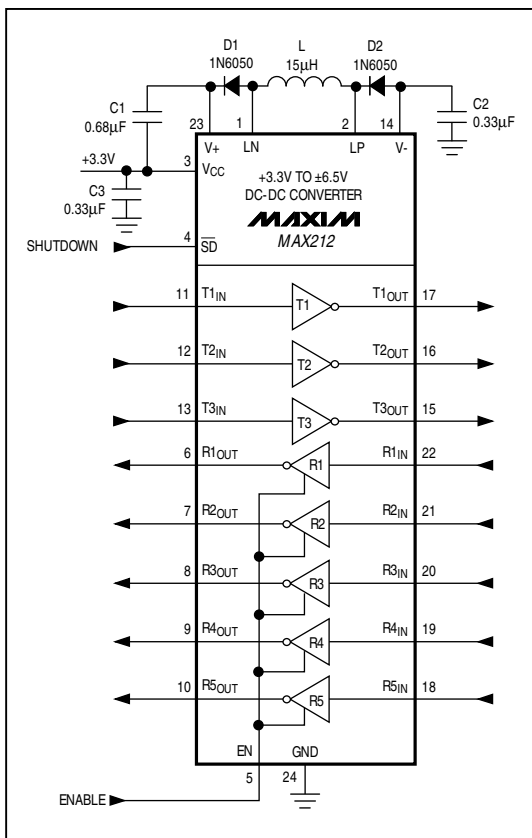 D1
1N6050
L
15µH
D2
1N6050
C1
0.68µF
C2
0.33µF
23
1
2
14
V+
LN
LP
V-
+3.3V
3
VCC
C3
0.33µF
+3.3V TO ±6.5V
DC-DC CONVERTER
MAXIM
MAX212
SHUTDOWN
4
SD
11
T1IN
T1
T1OUT
17
12
T2IN
T2
T2OUT
16
13
T3IN
T3
T3OUT
15
6
R1OUT
R1
R1IN
22
7
R2OUT
R2
R2IN
21
8
R3OUT
R3
R3IN
20
9
R4OUT
R4
R4IN
19
10
R5OUT
R5
R5IN
18
EN
GND
5
24
ENABLE